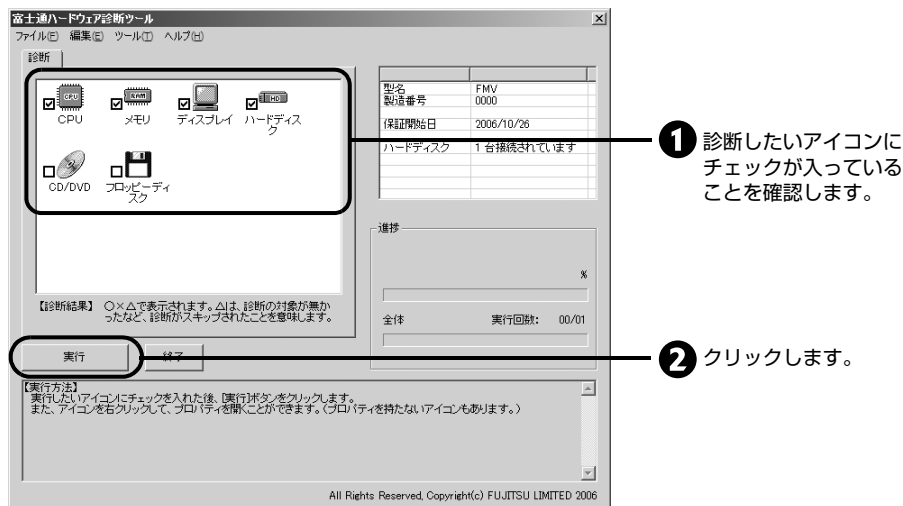 富士通ハードウェア診断ツール
ファイル(F) 編集(E) ツール(T) ヘルプ(H)
診断
CPU
メモリ
ディスプレイ
ハードディス
ク
CD/DVD
フロッピーディ
スク
【診断結果】 ○×△で表示されます。△は、診断の対象が無か
ったなど、診断がスキップされたことを意味します。
型名 FMV
製造番号 0000
保証開始日 2006/10/26
ハードディスク 1 台接続されています
進捗
%
全体 実行回数: 00/01
実行
終了
【実行方法】
実行したいアイコンにチェックを入れた後、[実行]ボタンをクリックします。
また、アイコンを右クリックして、プロパティを開くことができます。(プロパティを持たないアイコンもあります。)
All Rights Reserved, Copyright(c) FUJITSU LIMITED 2006
1 診断したいアイコンに
チェックが入っている
ことを確認します。
2 クリックします。